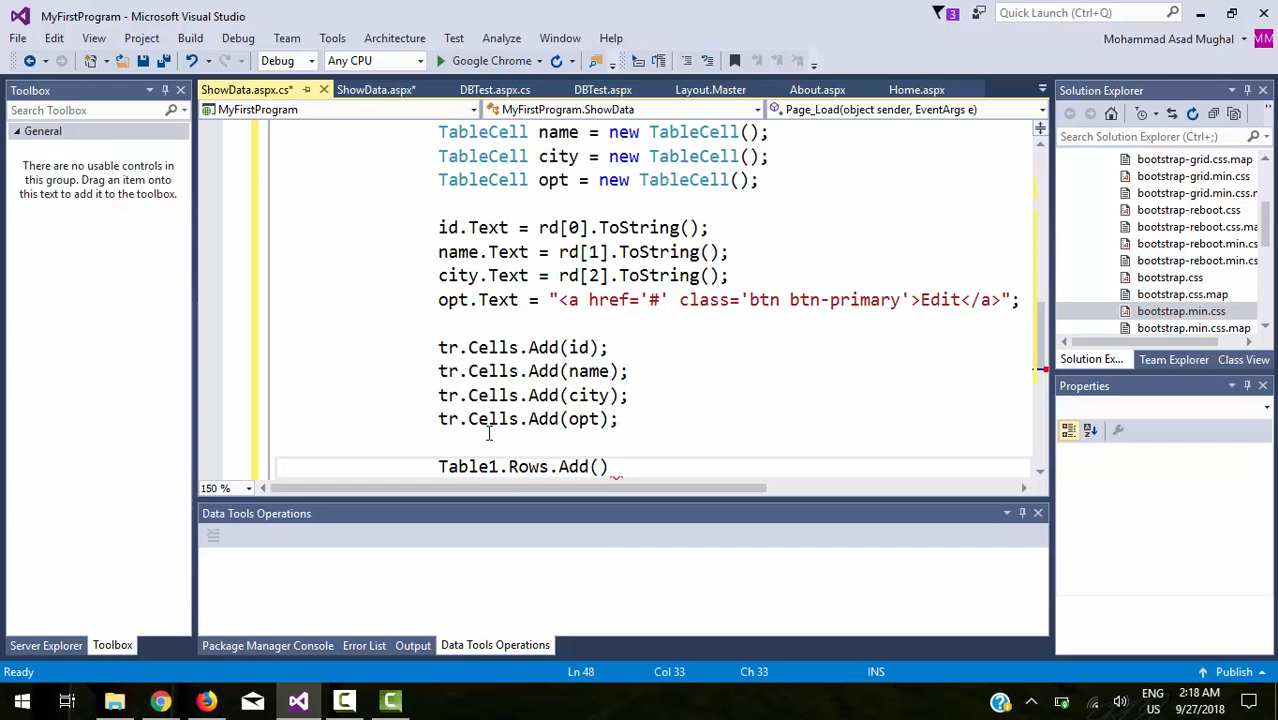 MyFirstProgram - Microsoft Visual Studio
3
Quick Launch (Ctrl+Q)
File Edit View Project Build Debug Team Tools Architecture Test Analyze Window Help
Mohammad Asad Mughal MM
Debug Any CPU Google Chrome
Toolbox
ShowData.aspx.cs* ShowData.aspx* DBTest.aspx.cs DBTest.aspx Layout.Master About.aspx Home.aspx
Solution Explorer
Search Toolbox
MyFirstProgram MyFirstProgram.ShowData Page_Load(object sender, EventArgs e)
General
There are no usable controls in
this group. Drag an item onto
this text to add it to the toolbox.
TableCell name = new TableCell();
TableCell city = new TableCell();
TableCell opt = new TableCell();
id.Text = rd[0].ToString();
name.Text = rd[1].ToString();
city.Text = rd[2].ToString();
opt.Text = "<a href='#' class='btn btn-primary'>Edit</a>";
tr.Cells.Add(id);
tr.Cells.Add(name);
tr.Cells.Add(city);
tr.Cells.Add(opt);
Table1.Rows.Add()
150 %
Search Solution Explorer (Ctrl+;)
bootstrap-grid.css.map
bootstrap-grid.min.css
bootstrap-grid.min.css.
bootstrap-reboot.css
bootstrap-reboot.css.ma
bootstrap-reboot.min.c
bootstrap-reboot.min.c
bootstrap.css
bootstrap.css.map
bootstrap.min.css
bootstrap.min.css.map
Solution Ex... Team Explorer Class View
Properties
Data Tools Operations
Server Explorer Toolbox
Package Manager Console Error List Output Data Tools Operations
Ready Ln 48 Col 33 Ch 33 INS Publish
ENG
US
2:18 AM
9/27/2018